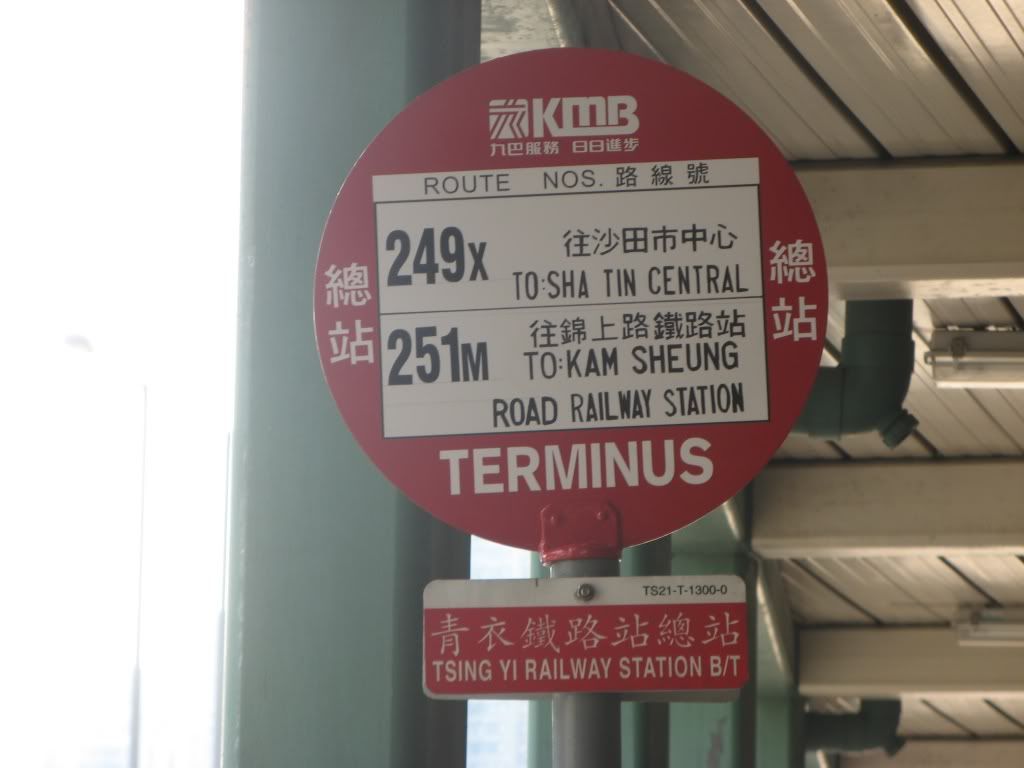 KMB
九巴服務 日日進步
ROUTE NOS. 路線號
249X 往沙田市中心
TO:SHA TIN CENTRAL
251M 往錦上路鐵路站
TO:KAM SHEUNG
ROAD RAILWAY STATION
總站
總站
TERMINUS
TS21-T-1300-0
青衣鐵路站總站
TSING YI RAILWAY STATION B/T